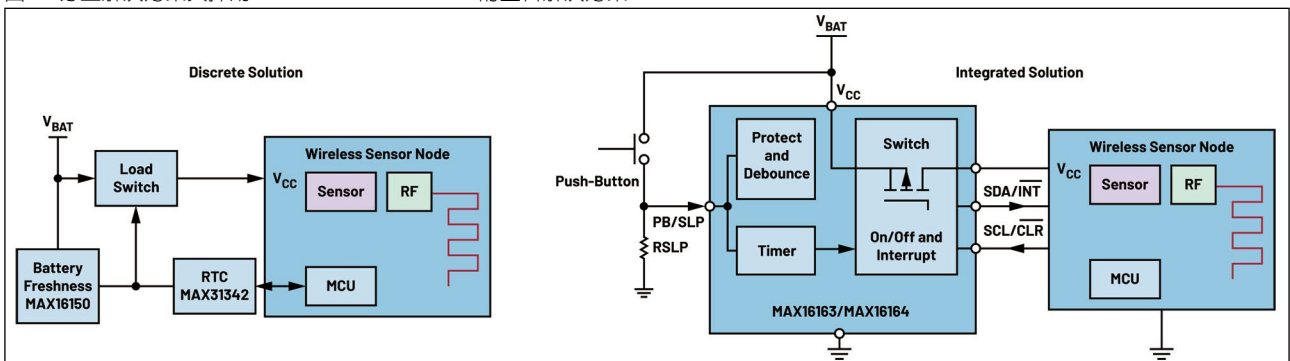 Discrete Solution
V_BAT
Load
Switch
Battery
Freshness
MAX16150
RTC
MAX31342
Wireless Sensor Node
V_CC
Sensor
RF
MCU
Integrated Solution
V_BAT
V_CC
Push-Button
PB/SLP
RSLP
Protect
and
Debounce
Timer
Switch
On/Off and
Interrupt
MAX16163/MAX16164
SDA/I̅N̅T̅
SCL/C̅L̅R̅
Wireless Sensor Node
V_CC
Sensor
RF
MCU